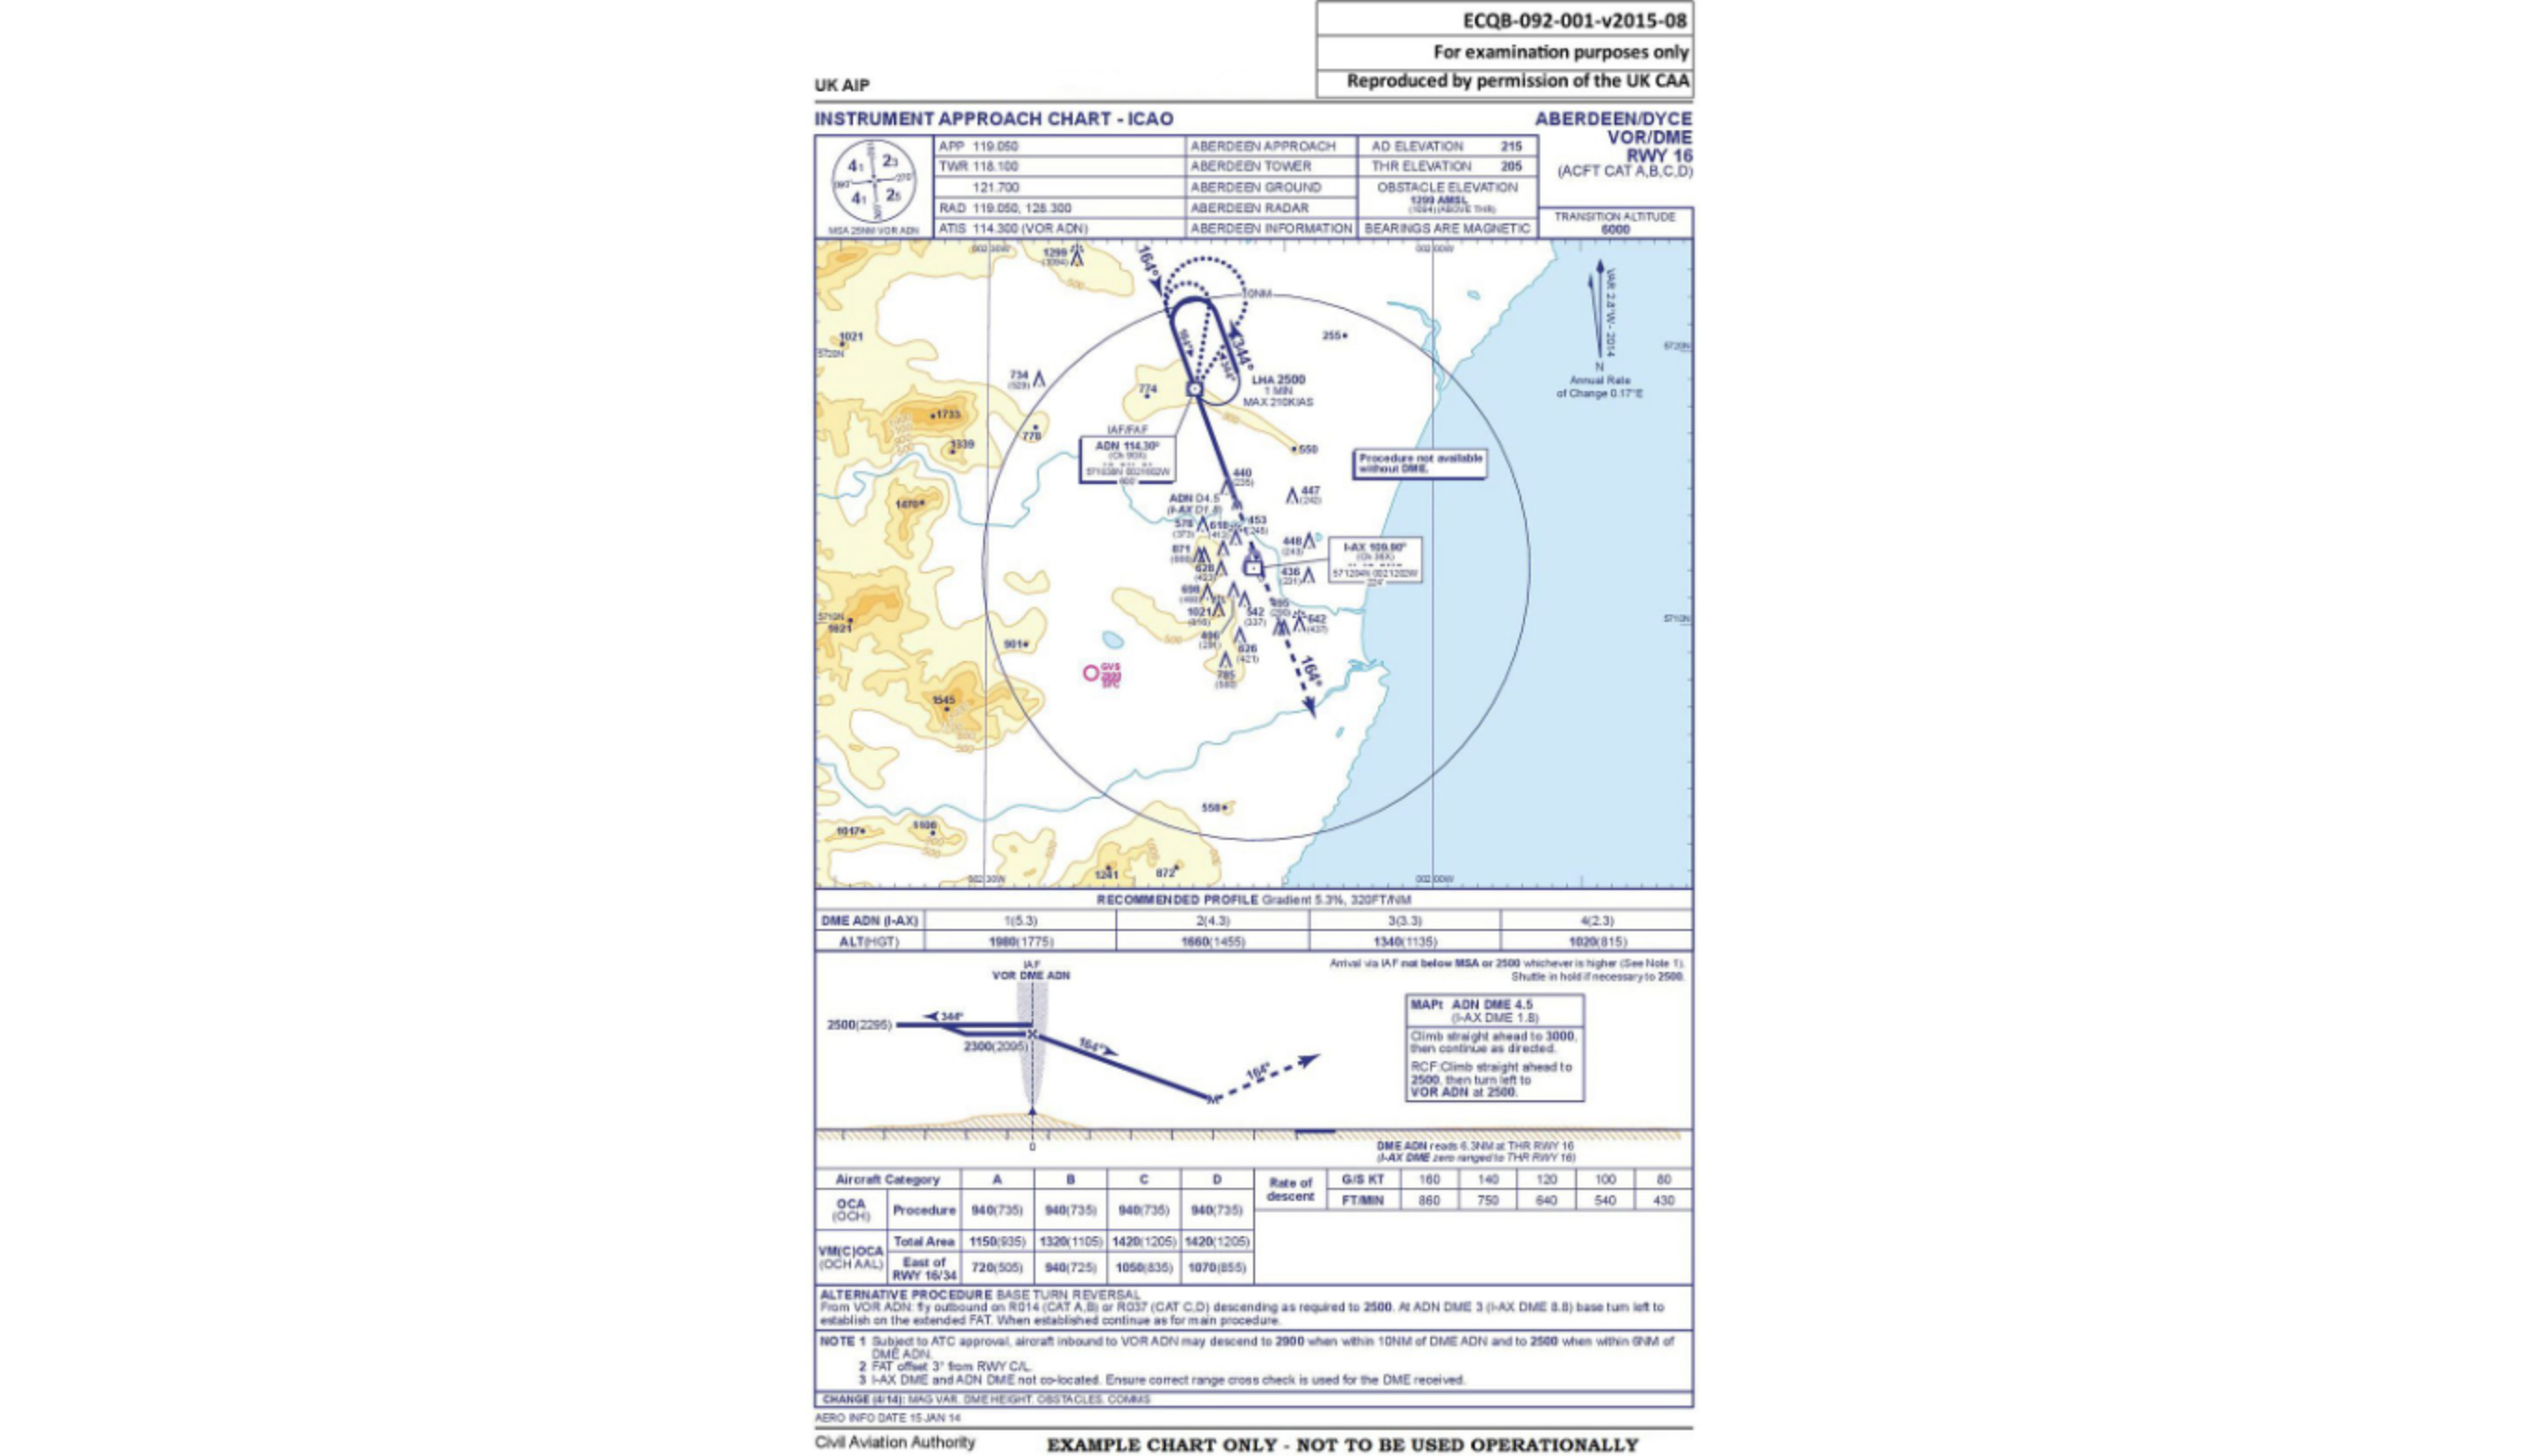 ECQB-092-001-v2015-08
For examination purposes only
Reproduced by permission of the UK CAA
UK AIP
INSTRUMENT APPROACH CHART - ICAO
ABERDEEN/DYCE
VOR/DME
RWY 16
(ACFT CAT A,B,C,D)
MSA 25NM VOR ADN
APP 119.050 ABERDEEN APPROACH
TWR 118.100 ABERDEEN TOWER
121.700 ABERDEEN GROUND
RAD 119.050, 128.300 ABERDEEN RADAR
ATIS 114.300 (VOR ADN) ABERDEEN INFORMATION
AD ELEVATION 215
THR ELEVATION 205
OBSTACLE ELEVATION
1299 AMSL
(1094) (ABOVE THR)
BEARINGS ARE MAGNETIC
TRANSITION ALTITUDE
6000
002 30W
002 00W
1299
(1094)
164°
10NM
344°
VAR 2.8°W - 2014
N
Annual Rate
of Change 0.17°E
1021
5720N
5720N
255
734
(529)
774
LHA 2500
1 MIN
MAX 210KIAS
1733
1339
778
IAF/FAF
ADN 114.30°
550
Procedure not available
without DME.
440
(235)
447
(242)
1470
ADN D4.5
(I-AX D1.8)
453
448
(243)
I-AX 109.90°
571204N 0021202W
436
(231)
871
1021
542
(337)
542
(437)
5710N
5710N
901
626
(421)
785
GVS
SFC
1545
164°
558
1017
1106
1241
872
002 30W
002 00W
RECOMMENDED PROFILE Gradient 5.3%, 320FT/NM
DME ADN (I-AX) 1(5.3) 2(4.3) 3(3.3) 4(2.3)
ALT(HGT) 1980(1775) 1660(1455) 1340(1135) 1020(815)
IAF
VOR DME ADN
Arrival via IAF not below MSA or 2500 whichever is higher (See Note 1).
Shuttle in hold if necessary to 2500.
2500(2295)
344°
2300(2095)
164°
164°
MAPt ADN DME 4.5
(I-AX DME 1.8)
Climb straight ahead to 3000,
then continue as directed.
RCF:Climb straight ahead to
2500, then turn left to
VOR ADN at 2500.
0
DME ADN reads 6.3NM at THR RWY 16
(I-AX DME zero ranged to THR RWY 16)
Aircraft Category A B C D
OCA
(OCH) Procedure 940(735) 940(735) 940(735) 940(735)
VM(C)OCA
(OCH AAL)
Total Area 1150(935) 1320(1105) 1420(1205) 1420(1205)
East of
RWY 16/34 720(505) 940(725) 1050(835) 1070(855)
Rate of
descent
G/S KT 160 140 120 100 80
FT/MIN 860 750 640 540 430
ALTERNATIVE PROCEDURE BASE TURN REVERSAL
From VOR ADN: fly outbound on R014 (CAT A,B) or R037 (CAT C,D) descending as required to 2500. At ADN DME 3 (I-AX DME 8.8) base turn left to
establish on the extended FAT. When established continue as for main procedure.
NOTE 1 Subject to ATC approval, aircraft inbound to VOR ADN may descend to 2900 when within 10NM of DME ADN and to 2500 when within 6NM of
DME ADN.
2 FAT offset 3° from RWY C/L.
3 I-AX DME and ADN DME not co-located. Ensure correct range cross check is used for the DME received.
CHANGE (4/14): MAG VAR. DME HEIGHT. OBSTACLES. COMMS
AERO INFO DATE 15 JAN 14
Civil Aviation Authority
EXAMPLE CHART ONLY - NOT TO BE USED OPERATIONALLY